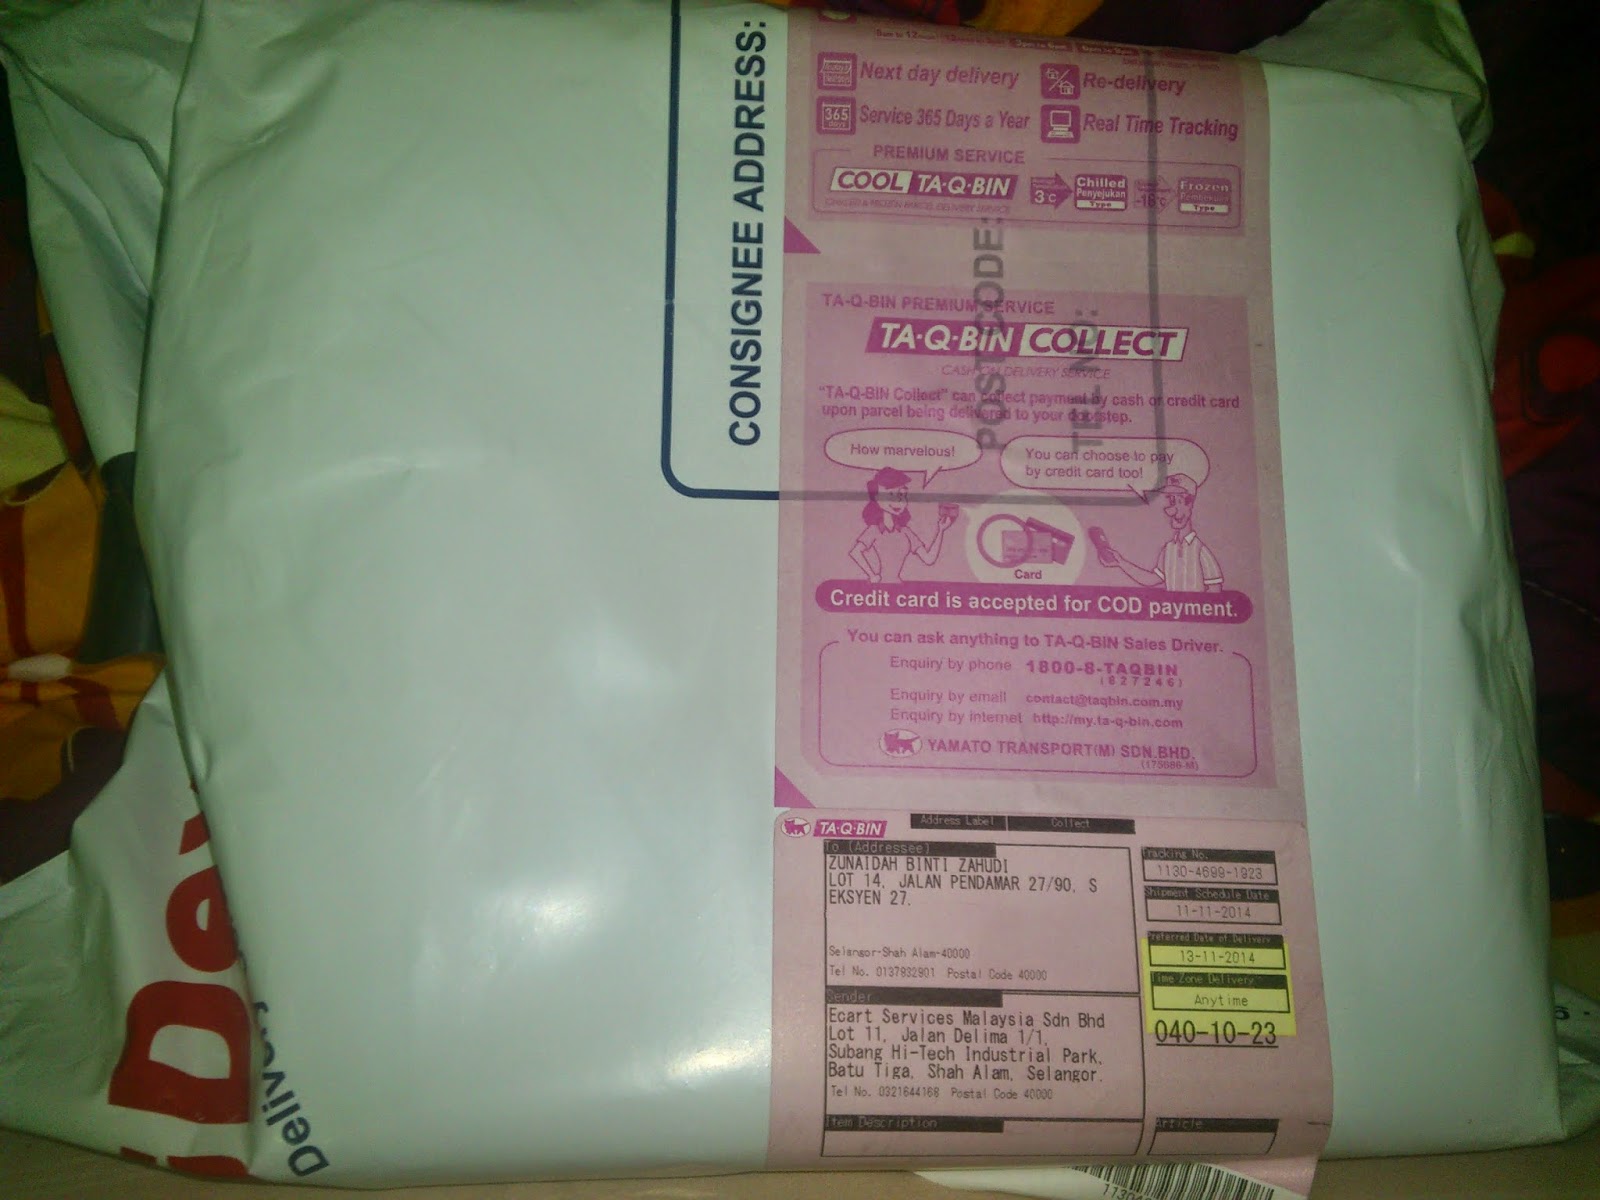 CONSIGNEE ADDRESS:
POSTCODE:
TEL NO:
Next day delivery
Re-delivery
365
Service 365 Days a Year
Real Time Tracking
PREMIUM SERVICE
COOL TA·Q·BIN
3°C
Chilled
Penyejukan
Type
Frozen
Type
TA-Q-BIN PREMIUM SERVICE
TA·Q·BIN COLLECT
CASH ON DELIVERY SERVICE
"TA-Q-BIN Collect" can collect payment by cash or credit card
upon parcel being delivered to your doorstep.
How marvelous!
You can choose to pay
by credit card too!
Card
Credit card is accepted for COD payment.
You can ask anything to TA-Q-BIN Sales Driver.
Enquiry by phone 1800-8-TAQBIN
(827246)
Enquiry by email contact@taqbin.com.my
Enquiry by internet http://my.ta-q-bin.com
YAMATO TRANSPORT(M) SDN.BHD.
TA·Q·BIN
Address Label Collect
To (Addressee)
ZUNAIDAH BINTI ZAHUDI
LOT 14, JALAN PENDAMAR 27/90, S
EKSYEN 27,
Selangor-Shah Alam-40000
Tel No. 0137932901 Postal Code 40000
Sender
Ecart Services Malaysia Sdn Bhd
Lot 11, Jalan Delima 1/1,
Subang Hi-Tech Industrial Park,
Batu Tiga, Shah Alam, Selangor.
Tel No. 0321644168 Postal Code 40000
Item Description
Tracking No.
1130-4699-1923
Shipment Schedule Date
11-11-2014
Preferred Date of Delivery
13-11-2014
Time Zone Delivery
Anytime
040-10-23
Article
Delivery